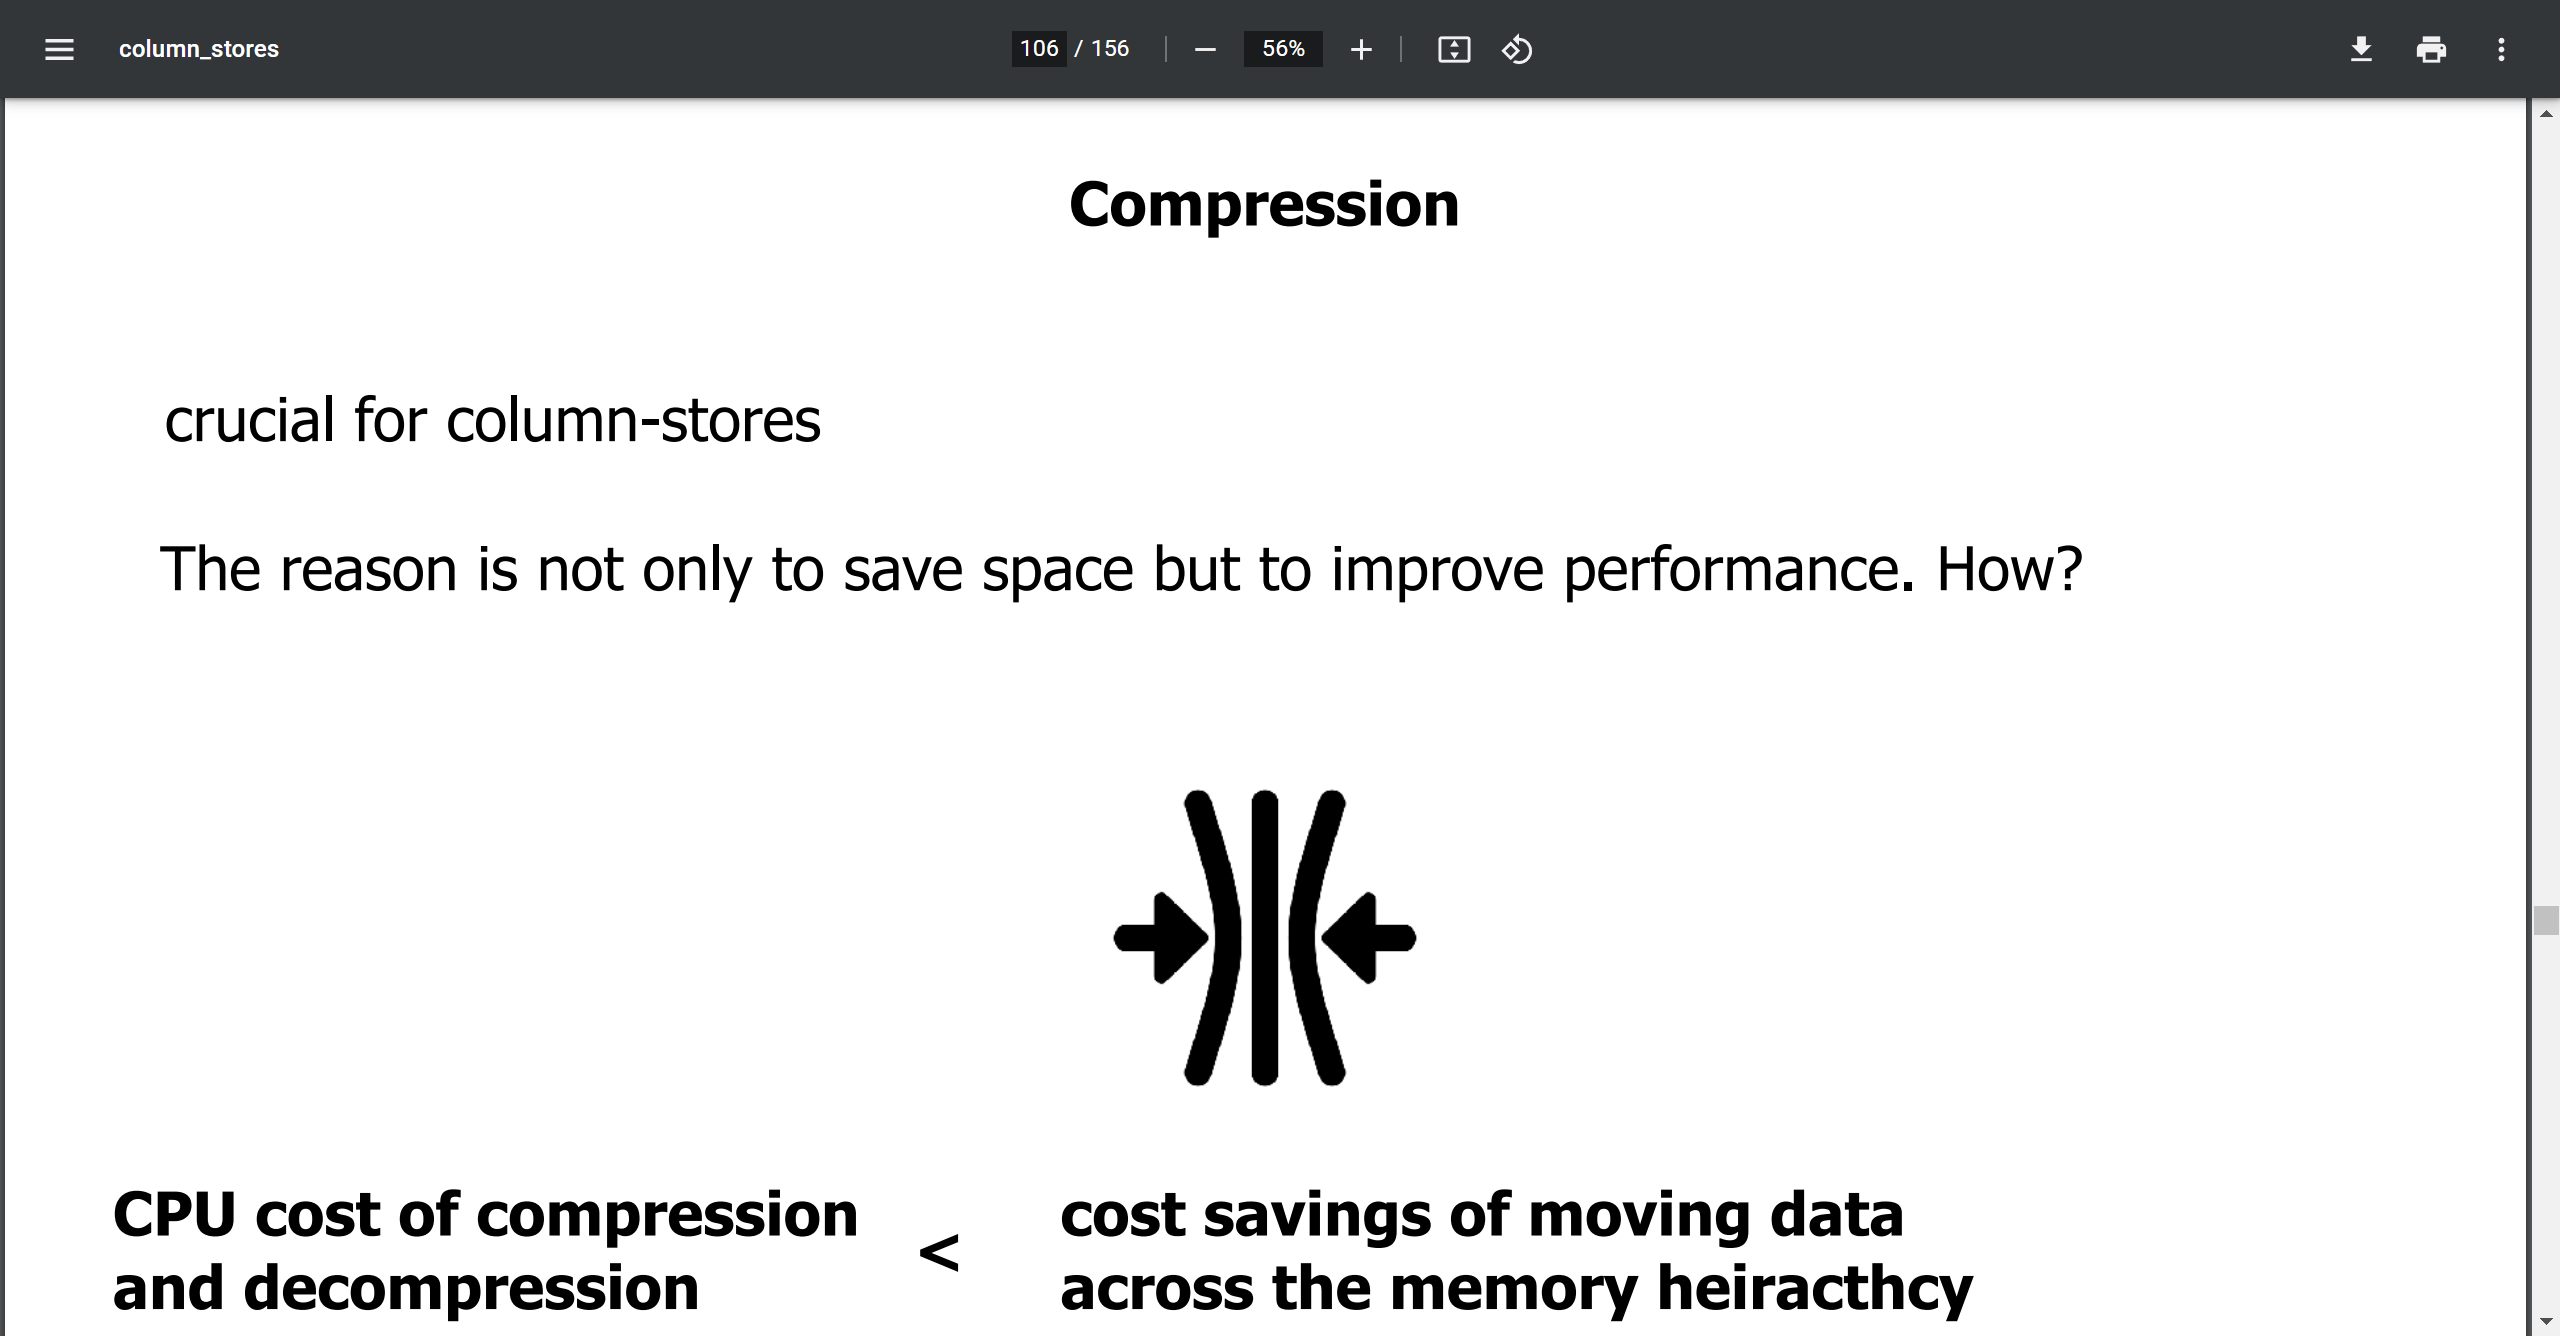 column_stores
106 / 156
56%
Compression
crucial for column-stores
The reason is not only to save space but to improve performance. How?
CPU cost of compression
and decompression
<
cost savings of moving data
across the memory heiracthcy